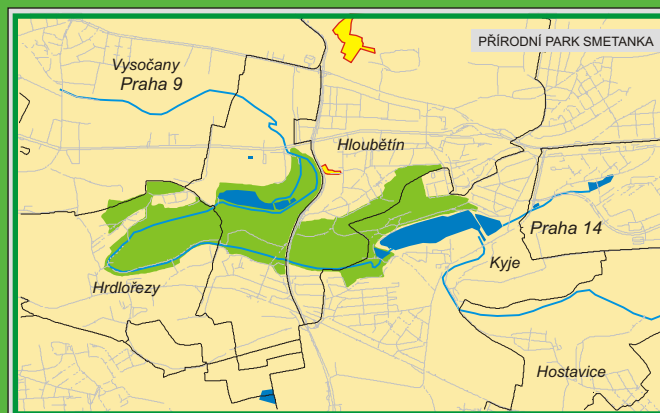 PŘÍRODNÍ PARK SMETANKA
Vysočany
Praha 9
Hloubětín
Praha 14
Kyje
Hrdlořezy
Hostavice